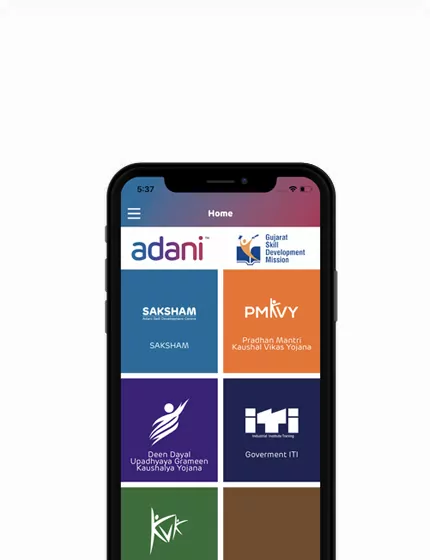 5:37
Home
adani™
Gujarat
Skill
Development
Mission
SAKSHAM
Adani Skill Development Centre
SAKSHAM
PMKVY
Pradhan Mantri
Kaushal Vikas Yojana
Deen Dayal
Upadhyaya Grameen
Kaushalya Yojana
iTi
Industrial Institute Training
Goverment ITI
KVK